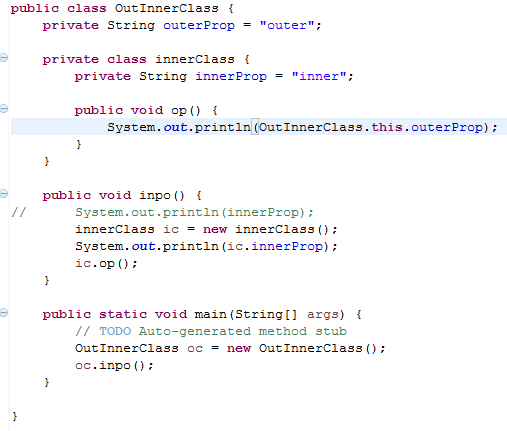 public class OutInnerClass {
    private String outerProp = "outer";
    private class innerClass {
        private String innerProp = "inner";
        public void op() {
            System.out.println(OutInnerClass.this.outerProp);
        }
    }
    public void inpo() {
//      System.out.println(innerProp);
        innerClass ic = new innerClass();
        System.out.println(ic.innerProp);
        ic.op();
    }
    public static void main(String[] args) {
        // TODO Auto-generated method stub
        OutInnerClass oc = new OutInnerClass();
        oc.inpo();
    }
}